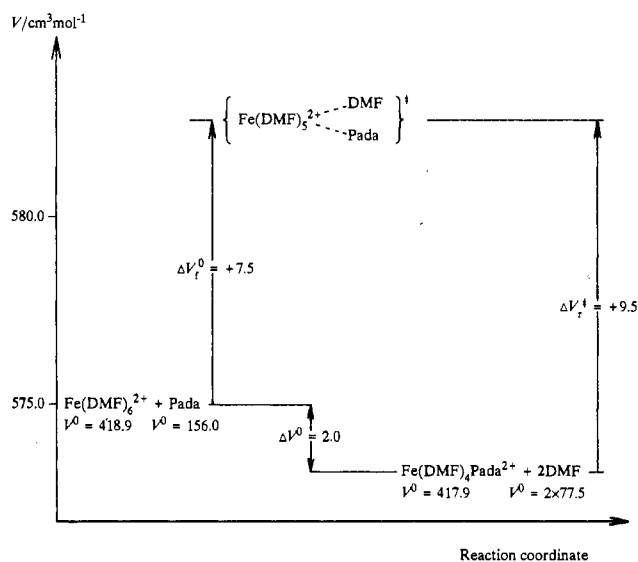 V/cm³mol⁻¹
DMF
{ Fe(DMF)₅²⁺ }‡
Pada
580.0
ΔVf⁰ = +7.5
ΔVr‡ = +9.5
575.0 Fe(DMF)₆²⁺ + Pada
V⁰ = 418.9 V⁰ = 156.0
ΔV⁰ = 2.0
Fe(DMF)₄Pada²⁺ + 2DMF
V⁰ = 417.9 V⁰ = 2×77.5
Reaction coordinate